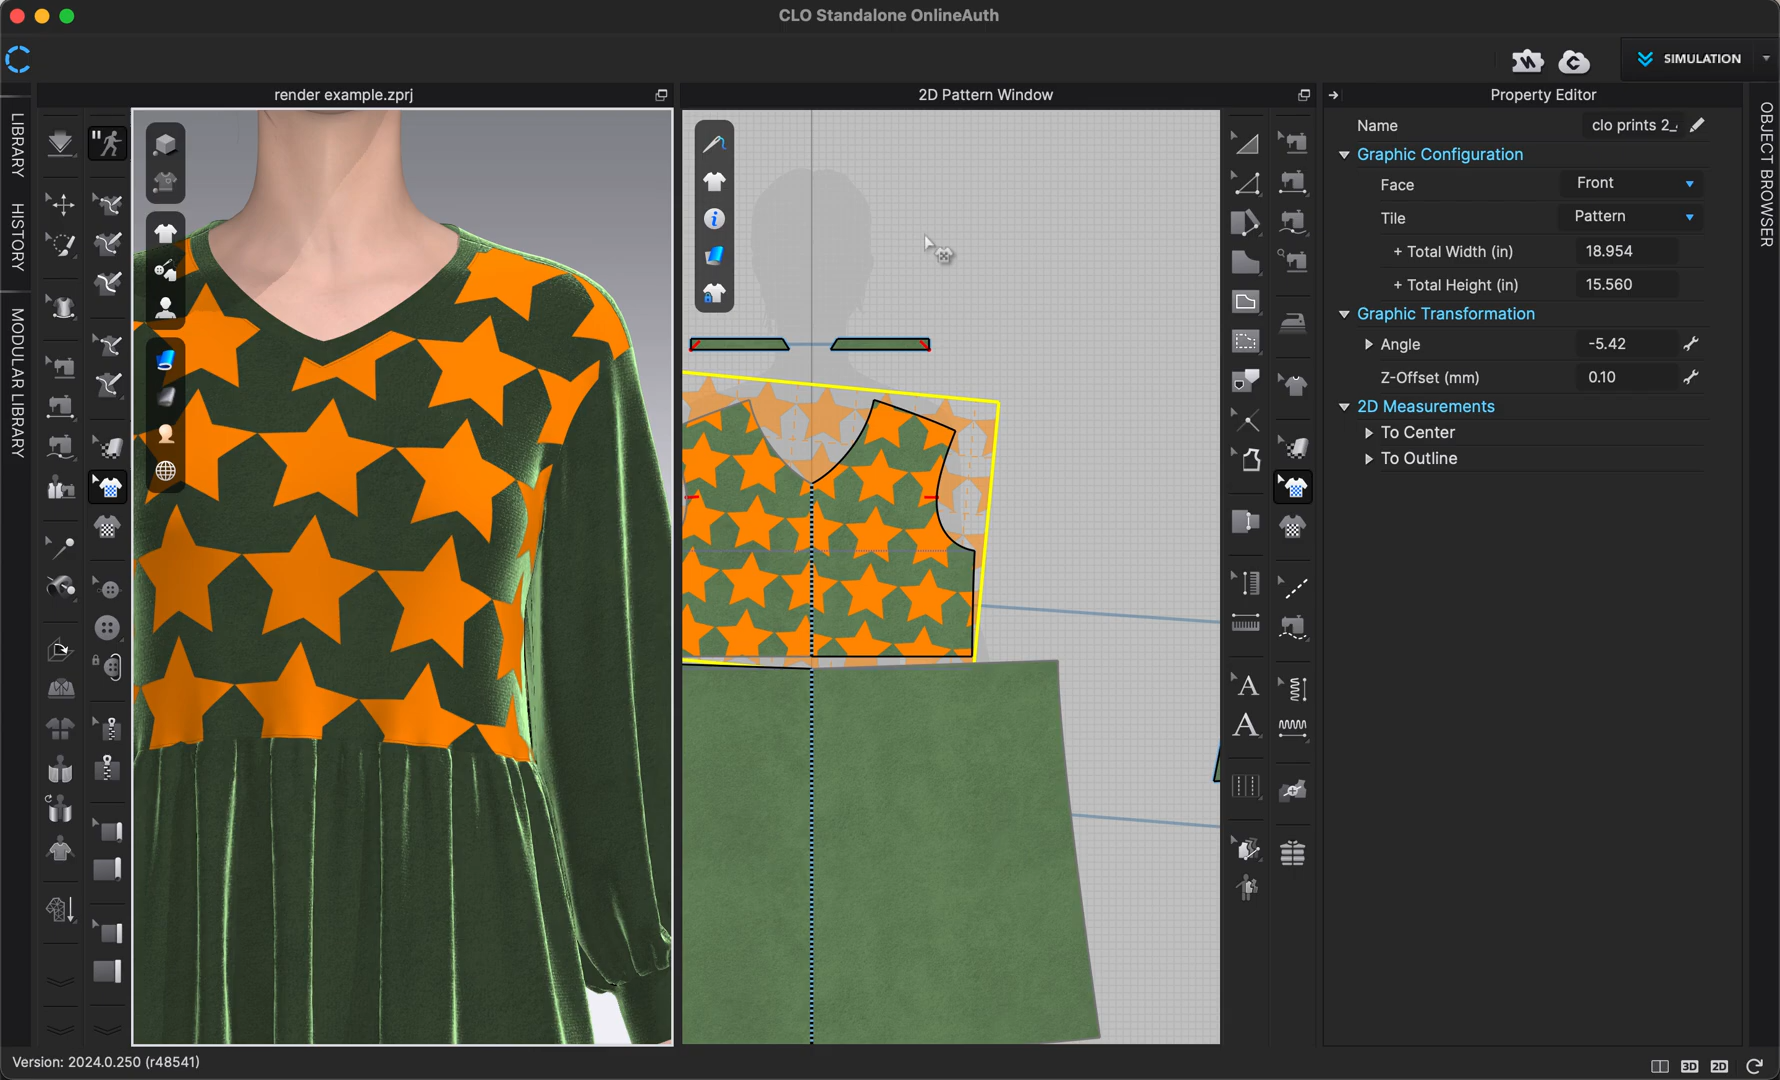 CLO Standalone OnlineAuth
SIMULATION
render example.zprj
2D Pattern Window
Property Editor
LIBRARY
HISTORY
MODULAR LIBRARY
OBJECT BROWSER
Name
clo prints 2_
Graphic Configuration
Face
Front
Tile
Pattern
+ Total Width (in)
18.954
+ Total Height (in)
15.560
Graphic Transformation
Angle
-5.42
Z-Offset (mm)
0.10
2D Measurements
To Center
To Outline
A
A
Version: 2024.0.250 (r48541)
3D
2D